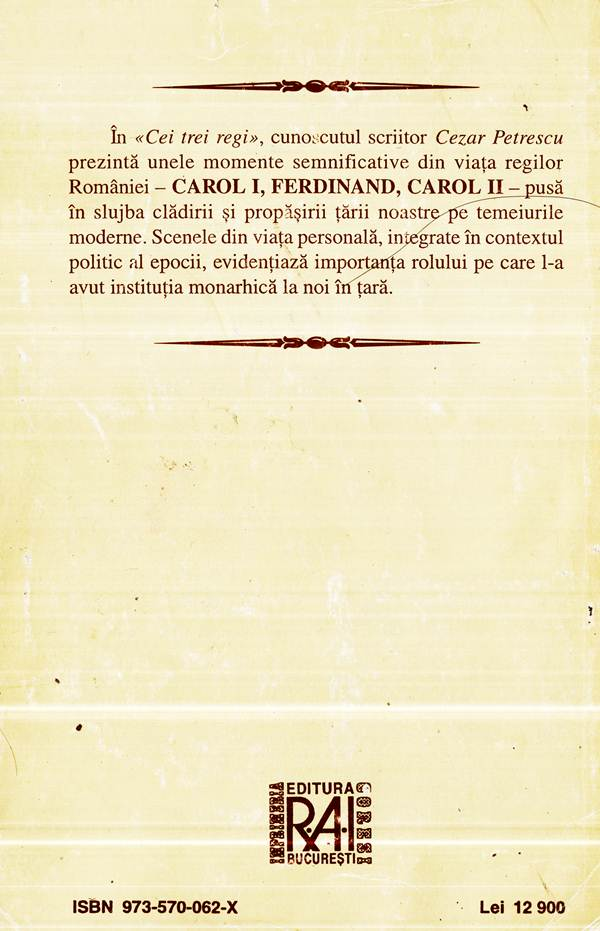 În «Cei trei regi», cunoscutul scriitor Cezar Petrescu
prezintă unele momente semnificative din viața regilor
României – CAROL I, FERDINAND, CAROL II – pusă
în slujba clădirii și propășirii țării noastre pe temeiurile
moderne. Scenele din viața personală, integrate în contextul
politic al epocii, evidențiază importanța rolului pe care l-a
avut instituția monarhică la noi în țară.
EDITURA
R.A.I
BUCUREȘTI
IMPRIMERIA
ISBN 973-570-062-X
Lei 12 900